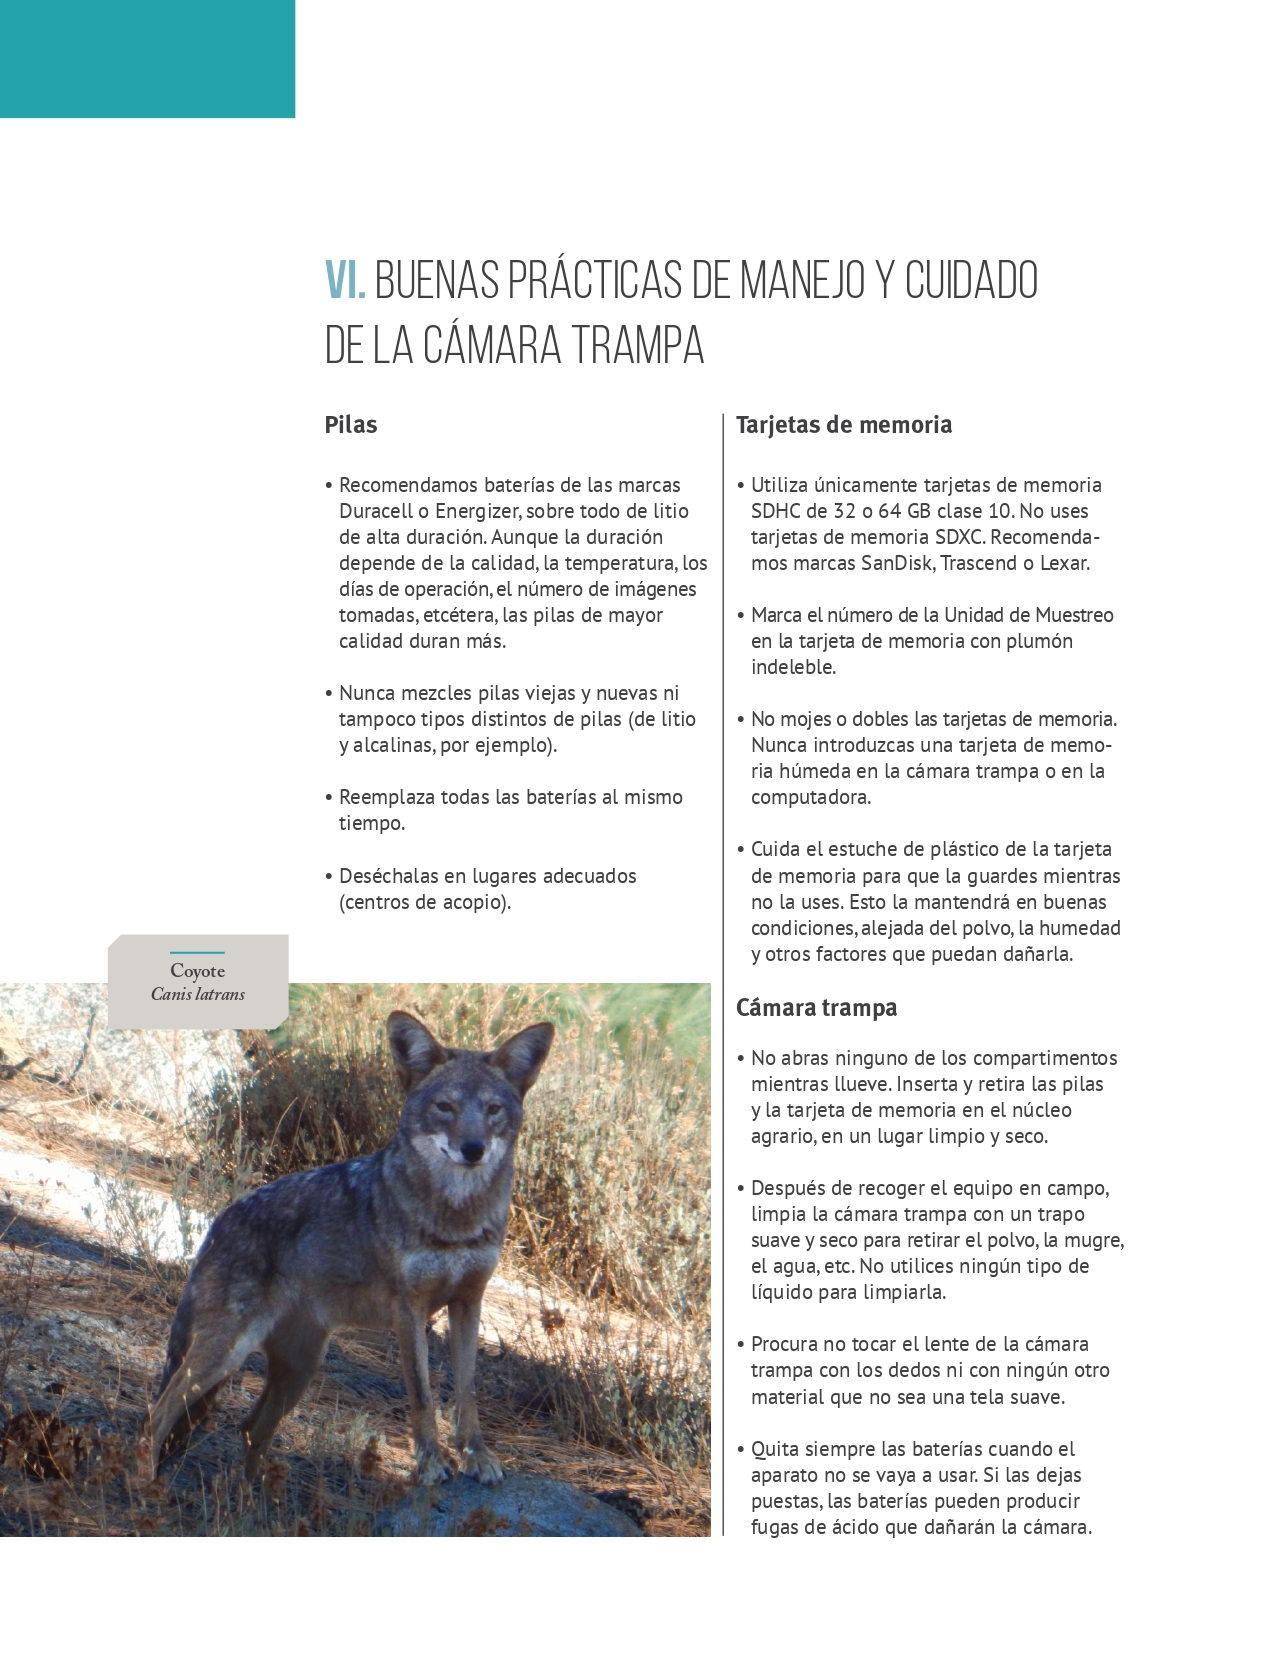 VI. BUENAS PRÁCTICAS DE MANEJO Y CUIDADO
DE LA CÁMARA TRAMPA
Pilas
• Recomendamos baterías de las marcas
Duracell o Energizer, sobre todo de litio
de alta duración. Aunque la duración
depende de la calidad, la temperatura, los
días de operación, el número de imágenes
tomadas, etcétera, las pilas de mayor
calidad duran más.
• Nunca mezcles pilas viejas y nuevas ni
tampoco tipos distintos de pilas (de litio
y alcalinas, por ejemplo).
• Reemplaza todas las baterías al mismo
tiempo.
• Deséchalas en lugares adecuados
(centros de acopio).
Coyote
Canis latrans
Tarjetas de memoria
• Utiliza únicamente tarjetas de memoria
SDHC de 32 o 64 GB clase 10. No uses
tarjetas de memoria SDXC. Recomenda-
mos marcas SanDisk, Trascend o Lexar.
• Marca el número de la Unidad de Muestreo
en la tarjeta de memoria con plumón
indeleble.
• No mojes o dobles las tarjetas de memoria.
Nunca introduzcas una tarjeta de memo-
ria húmeda en la cámara trampa o en la
computadora.
• Cuida el estuche de plástico de la tarjeta
de memoria para que la guardes mientras
no la uses. Esto la mantendrá en buenas
condiciones, alejada del polvo, la humedad
y otros factores que puedan dañarla.
Cámara trampa
• No abras ninguno de los compartimentos
mientras llueve. Inserta y retira las pilas
y la tarjeta de memoria en el núcleo
agrario, en un lugar limpio y seco.
• Después de recoger el equipo en campo,
limpia la cámara trampa con un trapo
suave y seco para retirar el polvo, la mugre,
el agua, etc. No utilices ningún tipo de
líquido para limpiarla.
• Procura no tocar el lente de la cámara
trampa con los dedos ni con ningún otro
material que no sea una tela suave.
• Quita siempre las baterías cuando el
aparato no se vaya a usar. Si las dejas
puestas, las baterías pueden producir
fugas de ácido que dañarán la cámara.